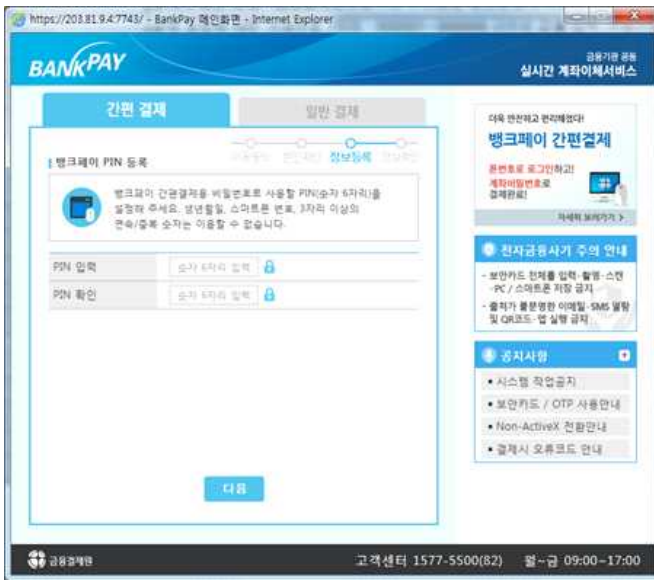 https://203.81.9.4:7743/ - BankPay 메인화면 - Internet Explorer
BANKPAY
금융기관 공동
실시간 계좌이체서비스
간편 결제
일반 결제
뱅크페이 PIN 등록
정보등록
뱅크페이 간편결제용 비밀번호로 사용할 PIN(숫자 6자리)을
설정해 주세요. 생년월일, 스마트폰 번호, 3자리 이상의
연속/중복 숫자는 이용할 수 없습니다.
PIN 입력
숫자 6자리 입력
PIN 확인
숫자 6자리 입력
다음
더욱 안전하고 편리해졌다!
뱅크페이 간편결제
폰번호로 로그인하고!
계좌비밀번호로
결제완료!
자세히 보러가기 >
전자금융사기 주의 안내
- 보안카드 전체를 입력·촬영·스캔
·PC / 스마트폰 저장 금지
- 출처가 불분명한 이메일·SMS 열람
및 QR코드·앱 실행 금지
공지사항
• 시스템 작업공지
• 보안카드 / OTP 사용안내
• Non-ActiveX 전환안내
• 결제시 오류코드 안내
금융결제원
고객센터 1577-5500(82) 월~금 09:00~17:00